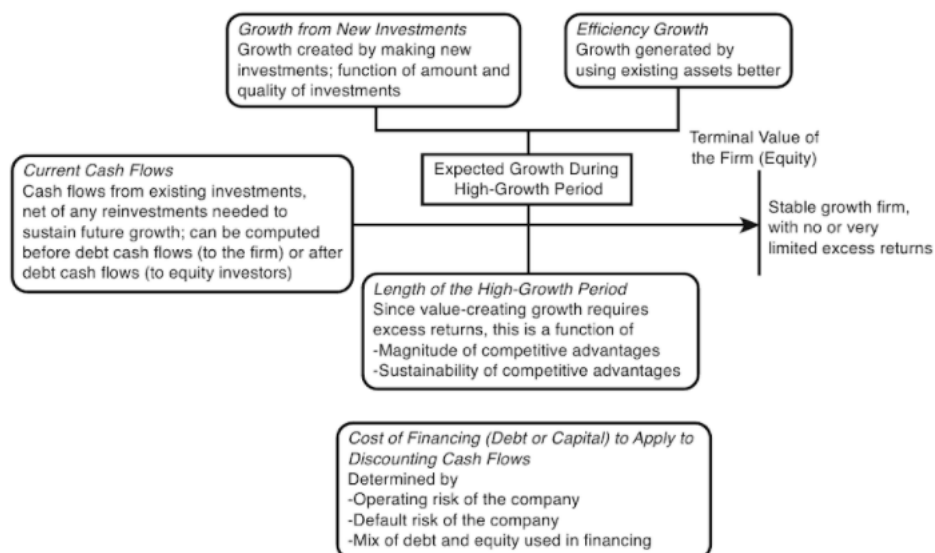 Growth from New Investments
Growth created by making new
investments; function of amount and
quality of investments
Efficiency Growth
Growth generated by
using existing assets better
Terminal Value of
the Firm (Equity)
Current Cash Flows
Cash flows from existing investments,
net of any reinvestments needed to
sustain future growth; can be computed
before debt cash flows (to the firm) or after
debt cash flows (to equity investors)
Expected Growth During
High-Growth Period
Stable growth firm,
with no or very
limited excess returns
Length of the High-Growth Period
Since value-creating growth requires
excess returns, this is a function of
-Magnitude of competitive advantages
-Sustainability of competitive advantages
Cost of Financing (Debt or Capital) to Apply to
Discounting Cash Flows
Determined by
-Operating risk of the company
-Default risk of the company
-Mix of debt and equity used in financing